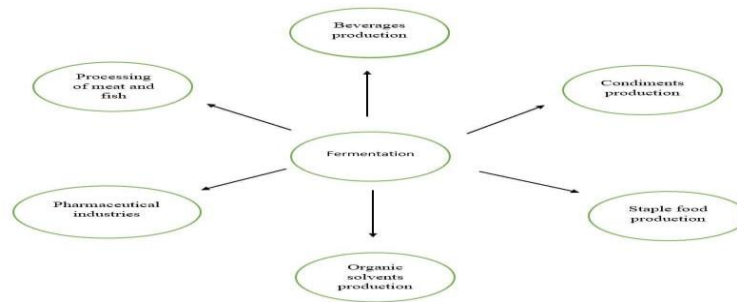 Beverages
production
Processing
of meat and
fish
Condiments
production
Fermentation
Pharmaceutical
industries
Staple food
production
Organic
solvents
production